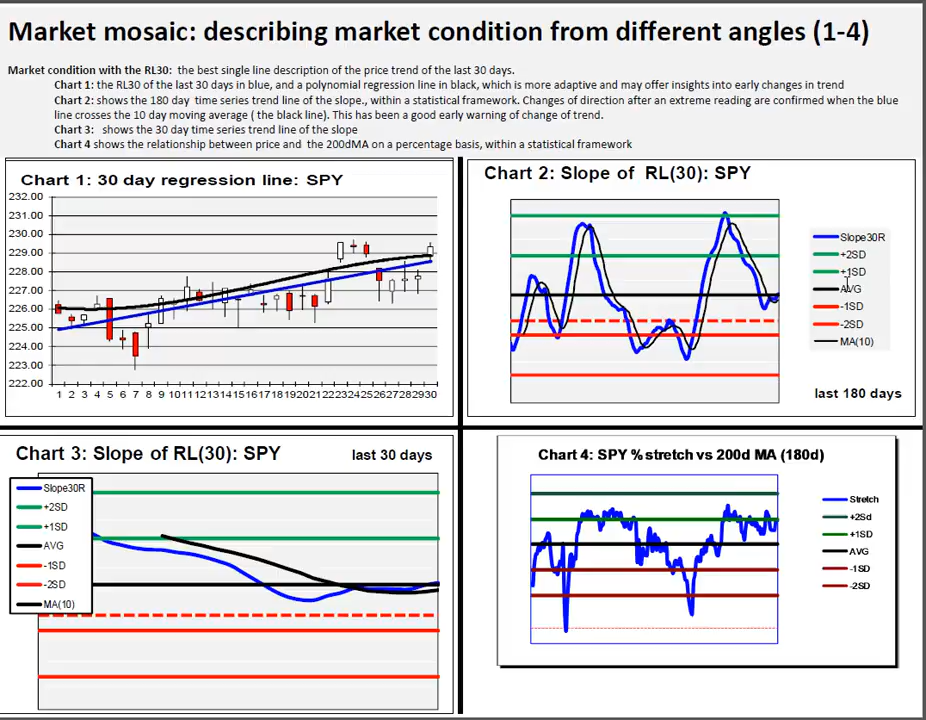 Market mosaic: describing market condition from different angles (1-4)
Market condition with the RL30: the best single line description of the price trend of the last 30 days.
Chart 1: the RL30 of the last 30 days in blue, and a polynomial regression line in black, which is more adaptive and may offer insights into early changes in trend
Chart 2: shows the 180 day time series trend line of the slope., within a statistical framework. Changes of direction after an extreme reading are confirmed when the blue
line crosses the 10 day moving average ( the black line). This has been a good early warning of change of trend.
Chart 3: shows the 30 day time series trend line of the slope
Chart 4 shows the relationship between price and the 200dMA on a percentage basis, within a statistical framework
Chart 1: 30 day regression line: SPY
232.00
231.00
230.00
229.00
228.00
227.00
226.00
225.00
224.00
223.00
222.00
1 2 3 4 5 6 7 8 9 10 11 12 13 14 15 16 17 18 19 20 21 22 23 24 25 26 27 28 29 30
Chart 2: Slope of RL(30): SPY
Slope30R
+2SD
+1SD
AVG
-1SD
-2SD
MA(10)
last 180 days
Chart 3: Slope of RL(30): SPY
last 30 days
Slope30R
+2SD
+1SD
AVG
-1SD
-2SD
MA(10)
Chart 4: SPY % stretch vs 200d MA (180d)
Stretch
+2Sd
+1SD
AVG
-1SD
-2SD